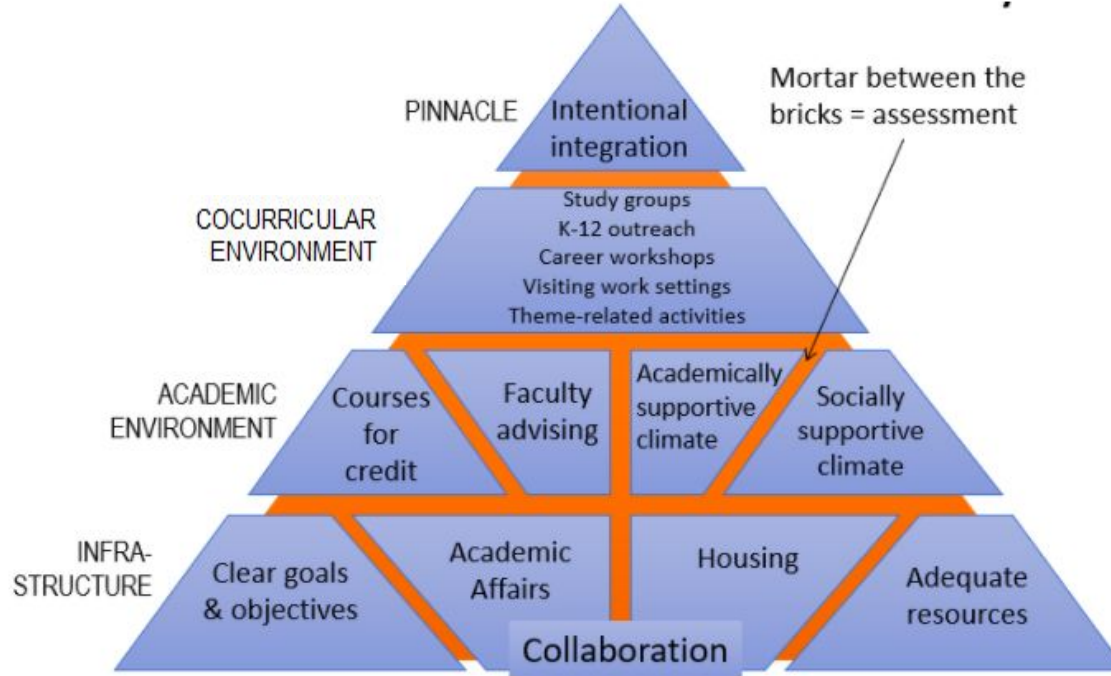 PINNACLE
Intentional
integration
Mortar between the
bricks = assessment
COCURRICULAR
ENVIRONMENT
Study groups
K-12 outreach
Career workshops
Visiting work settings
Theme-related activities
ACADEMIC
ENVIRONMENT
Courses
for
credit
Faculty
advising
Academically
supportive
climate
Socially
supportive
climate
INFRA-
STRUCTURE
Clear goals
& objectives
Academic
Affairs
Housing
Adequate
resources
Collaboration